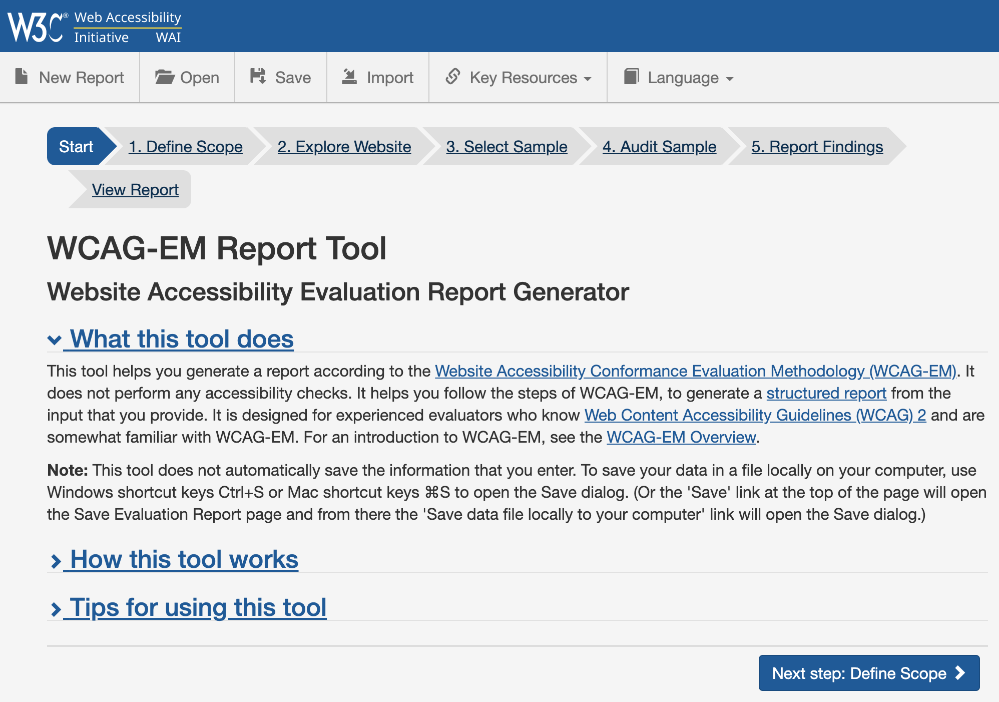 W3C® Web Accessibility
Initiative WAI
New Report Open Save Import Key Resources Language
Start 1. Define Scope 2. Explore Website 3. Select Sample 4. Audit Sample 5. Report Findings
View Report
WCAG-EM Report Tool
Website Accessibility Evaluation Report Generator
What this tool does
This tool helps you generate a report according to the Website Accessibility Conformance Evaluation Methodology (WCAG-EM). It
does not perform any accessibility checks. It helps you follow the steps of WCAG-EM, to generate a structured report from the
input that you provide. It is designed for experienced evaluators who know Web Content Accessibility Guidelines (WCAG) 2 and are
somewhat familiar with WCAG-EM. For an introduction to WCAG-EM, see the WCAG-EM Overview.
Note: This tool does not automatically save the information that you enter. To save your data in a file locally on your computer, use
Windows shortcut keys Ctrl+S or Mac shortcut keys ⌘S to open the Save dialog. (Or the 'Save' link at the top of the page will open
the Save Evaluation Report page and from there the 'Save data file locally to your computer' link will open the Save dialog.)
How this tool works
Tips for using this tool
Next step: Define Scope